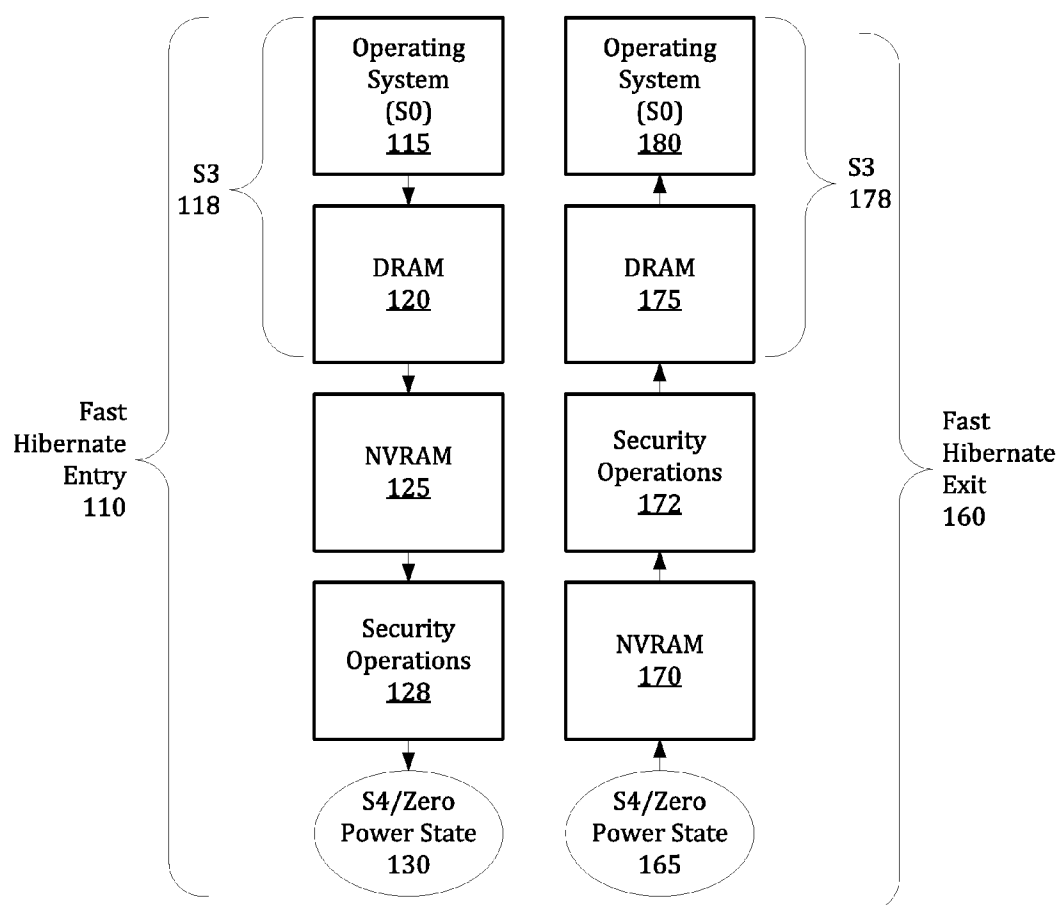 Operating
System
(S0)
115
S3
118
DRAM
120
Fast
Hibernate
Entry
110
NVRAM
125
Security
Operations
128
S4/Zero
Power State
130
Operating
System
(S0)
180
S3
178
DRAM
175
Security
Operations
172
Fast
Hibernate
Exit
160
NVRAM
170
S4/Zero
Power State
165